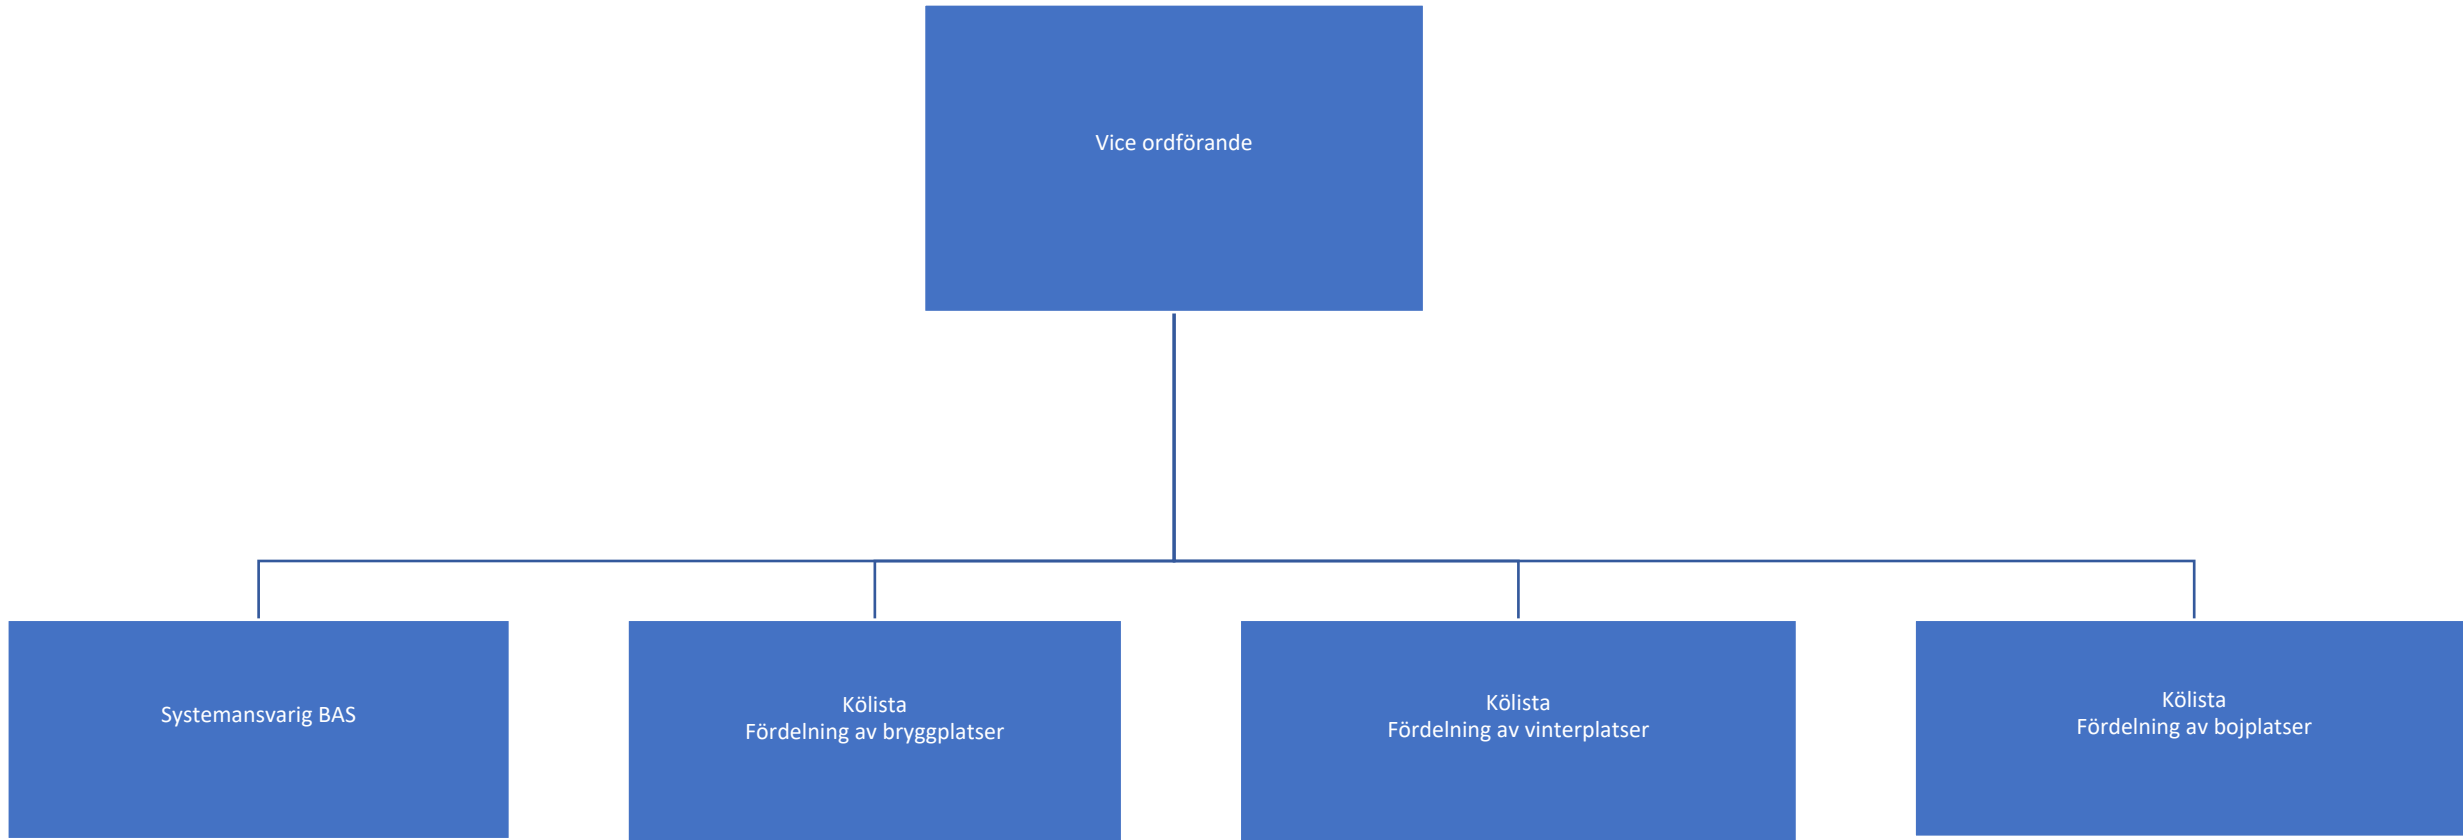 Vice ordförande
Systemansvarig BAS
Kölista
Fördelning av bryggplatser
Kölista
Fördelning av vinterplatser
Kölista
Fördelning av bojplatser